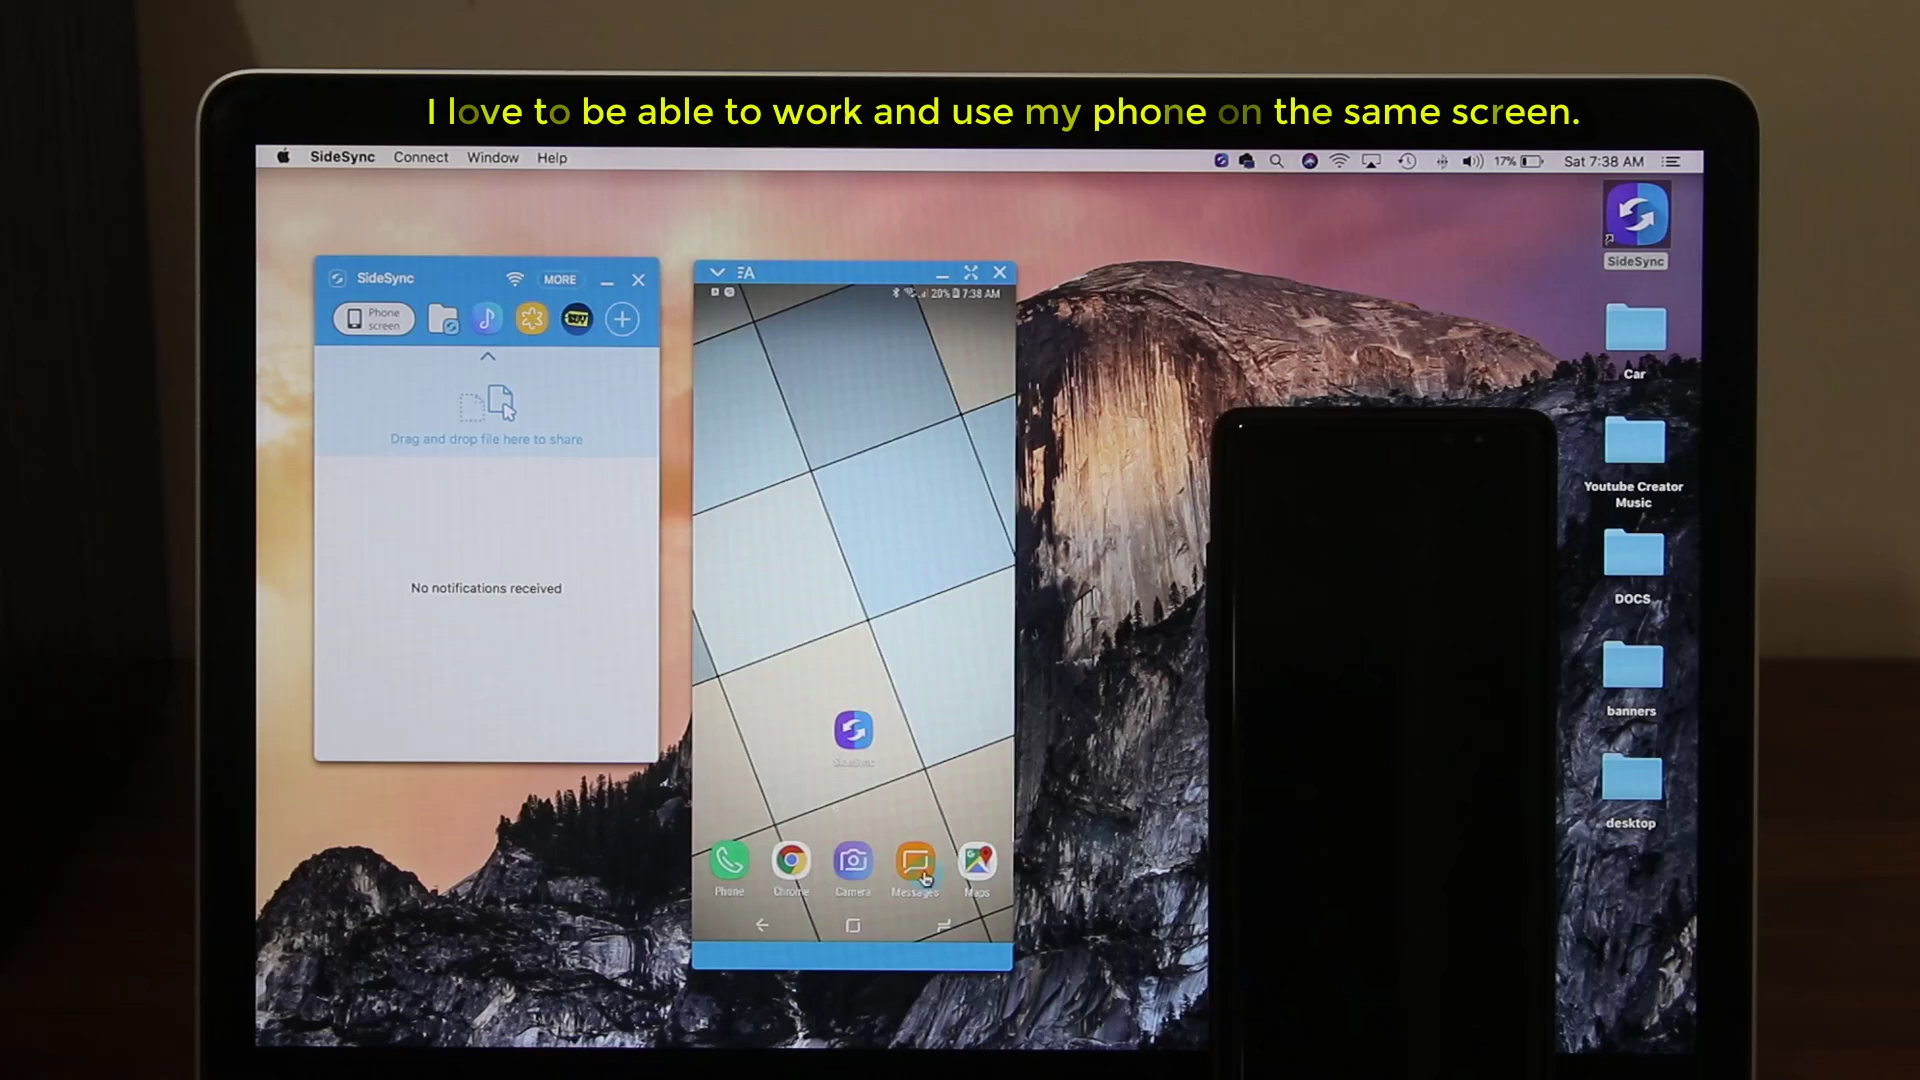 I love to be able to work and use my phone on the same screen.
SideSync Connect Window Help
17% Sat 7:38 AM
SideSync
Car
Youtube Creator
Music
DOCS
banners
desktop
SideSync MORE
Phone
screen
Drag and drop file here to share
No notifications received
20% 7:38 AM
SideSync
Phone Chrome Camera Messages Maps